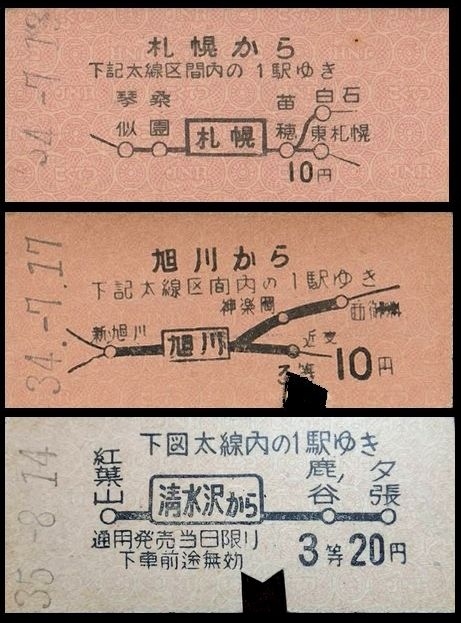 札幌から
下記太線区間内の1駅ゆき
琴似
桑園
札幌
苗穂
白石
東札幌
10円
34.-7.18
旭川から
下記太線区間内の1駅ゆき
新旭川
旭川
神楽岡
西御料
近文
3等 10円
34.-7.17
下図太線内の1駅ゆき
紅葉山
清水沢から
鹿ノ谷
夕張
通用発売当日限り
下車前途無効
3等20円
35.-8.14